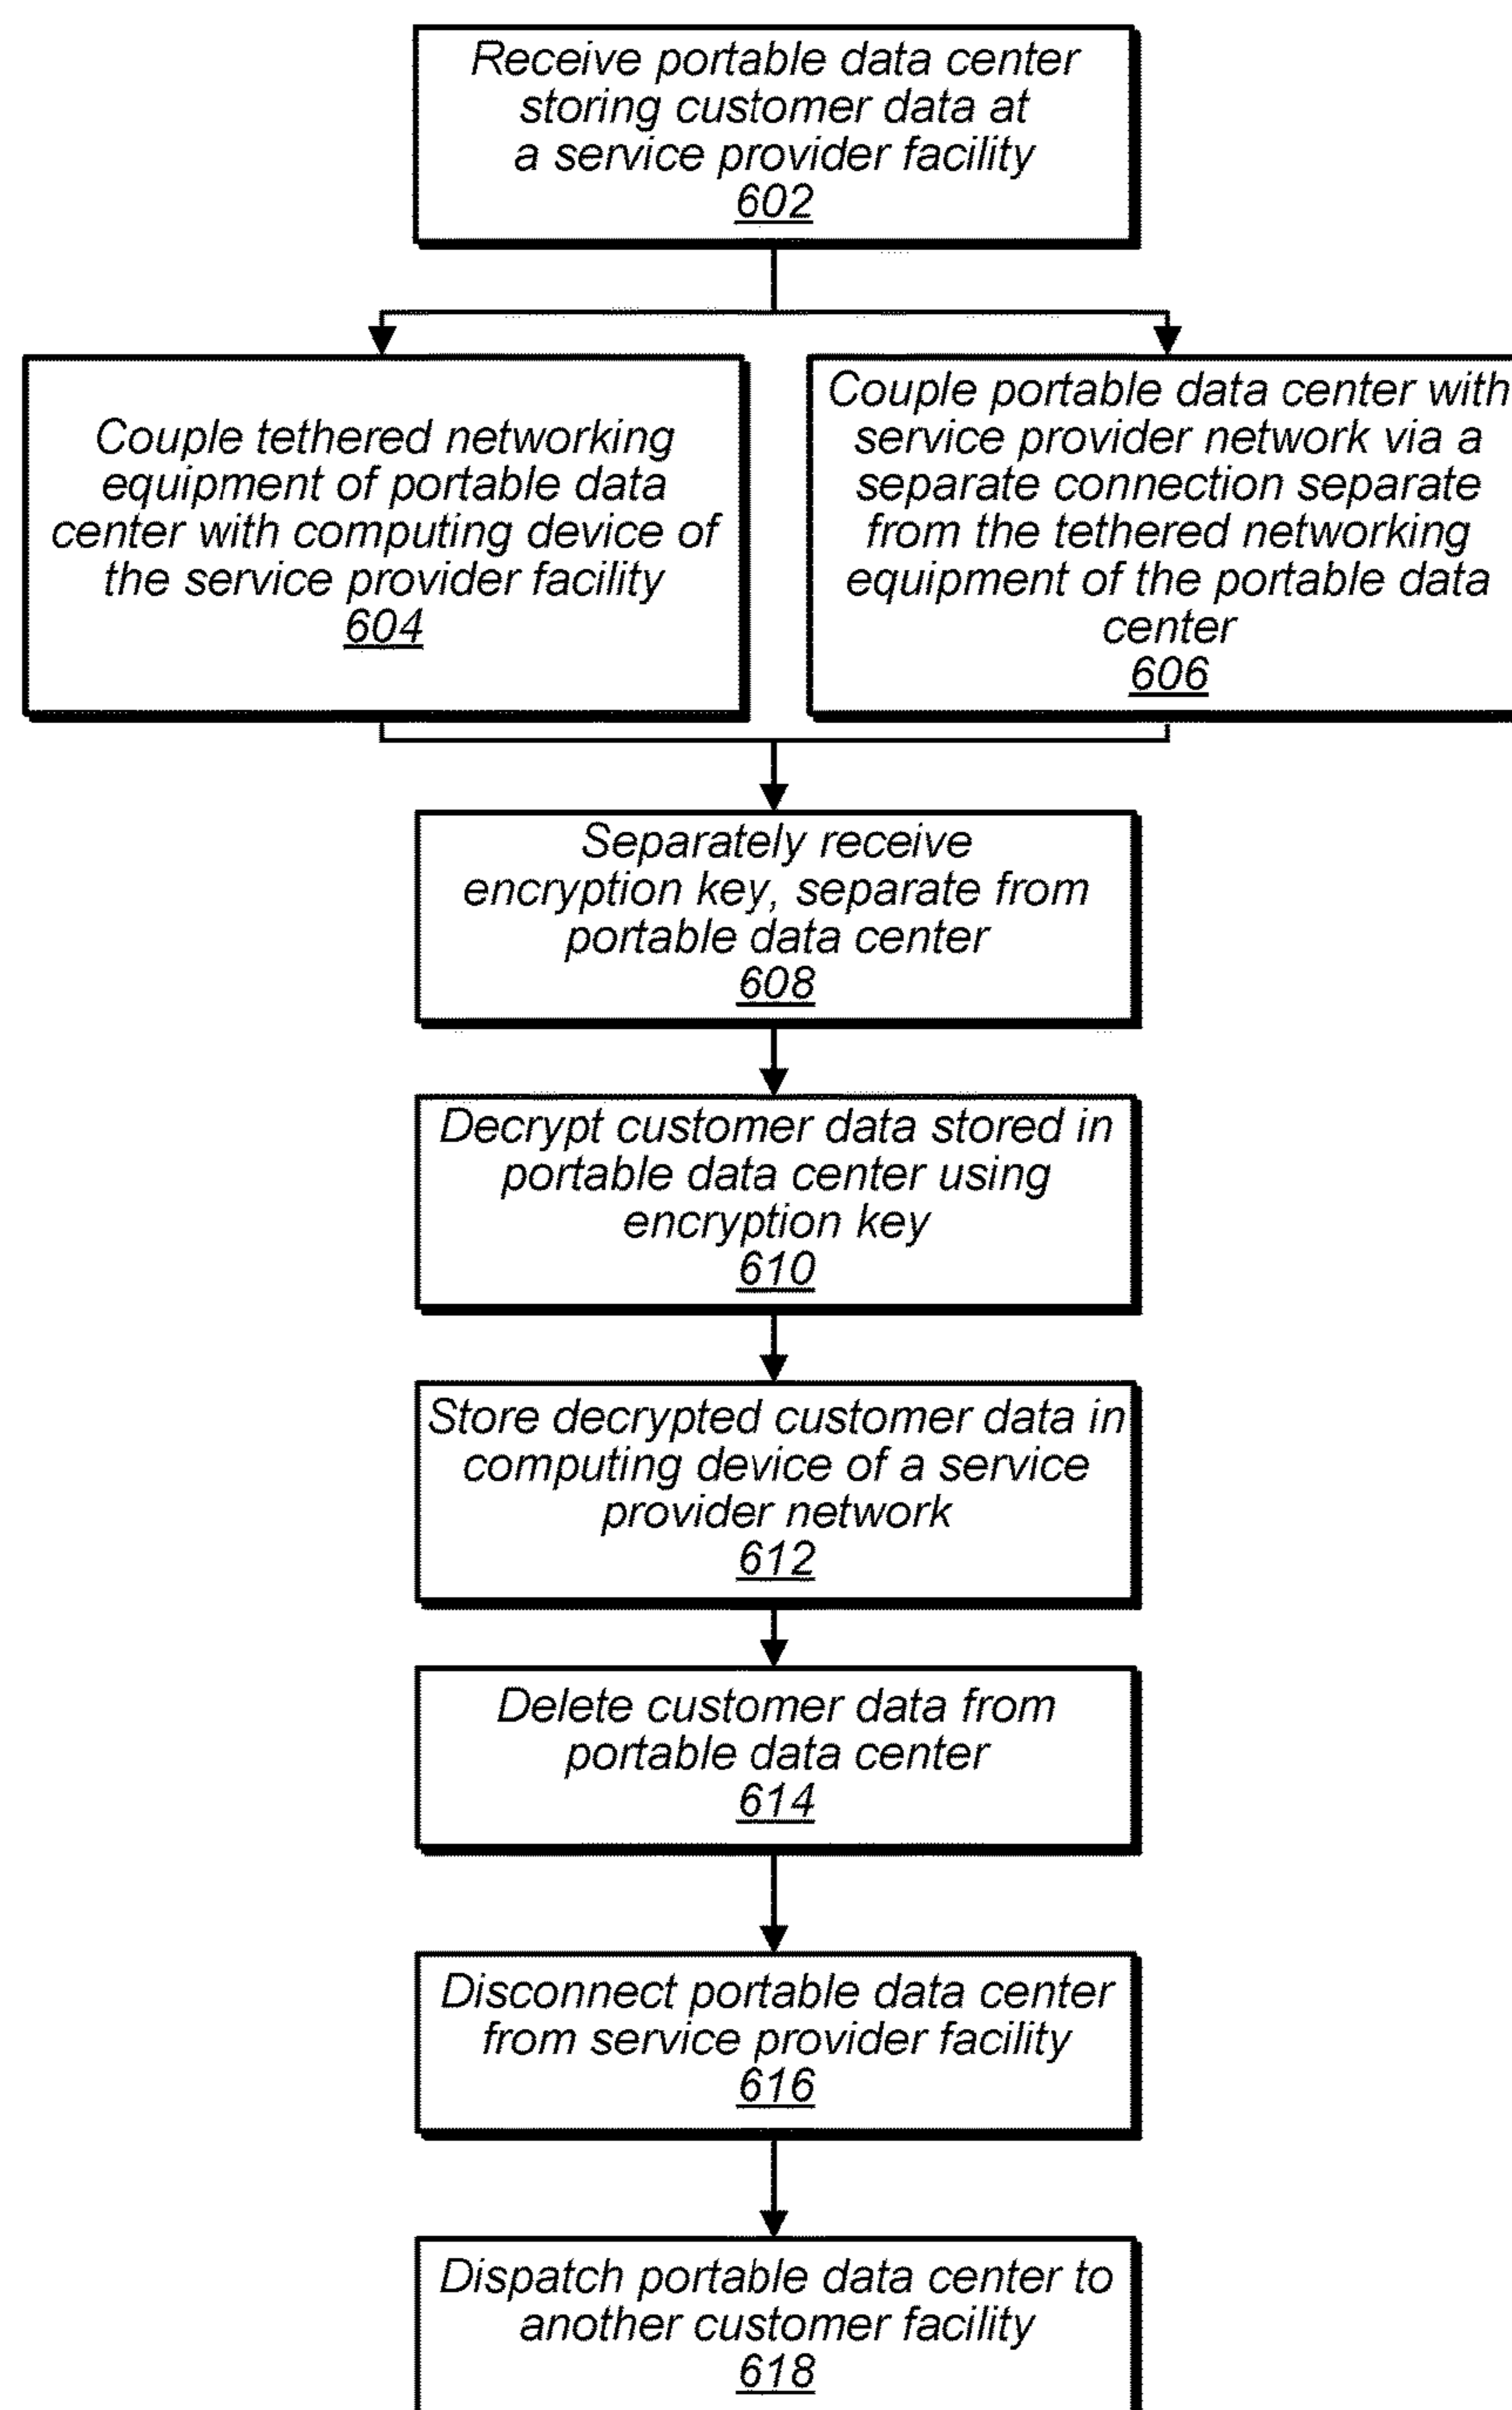 Receive portable data center
storing customer data at
a service provider facility
602
Couple tethered networking
equipment of portable data
center with computing device of
the service provider facility
604
Couple portable data center with
service provider network via a
separate connection separate
from the tethered networking
equipment of the portable data
center
606
Separately receive
encryption key, separate from
portable data center
608
Decrypt customer data stored in
portable data center using
encryption key
610
Store decrypted customer data in
computing device of a service
provider network
612
Delete customer data from
portable data center
614
Disconnect portable data center
from service provider facility
616
Dispatch portable data center to
another customer facility
618